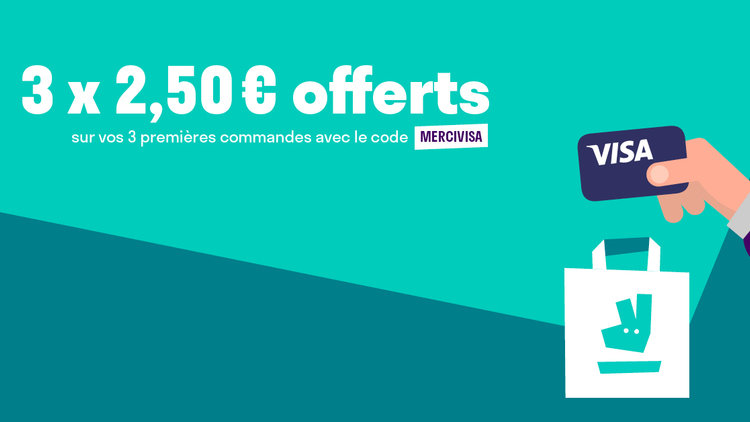 3 x 2,50 € offerts
sur vos 3 premières commandes avec le code MERCIVISA
VISA